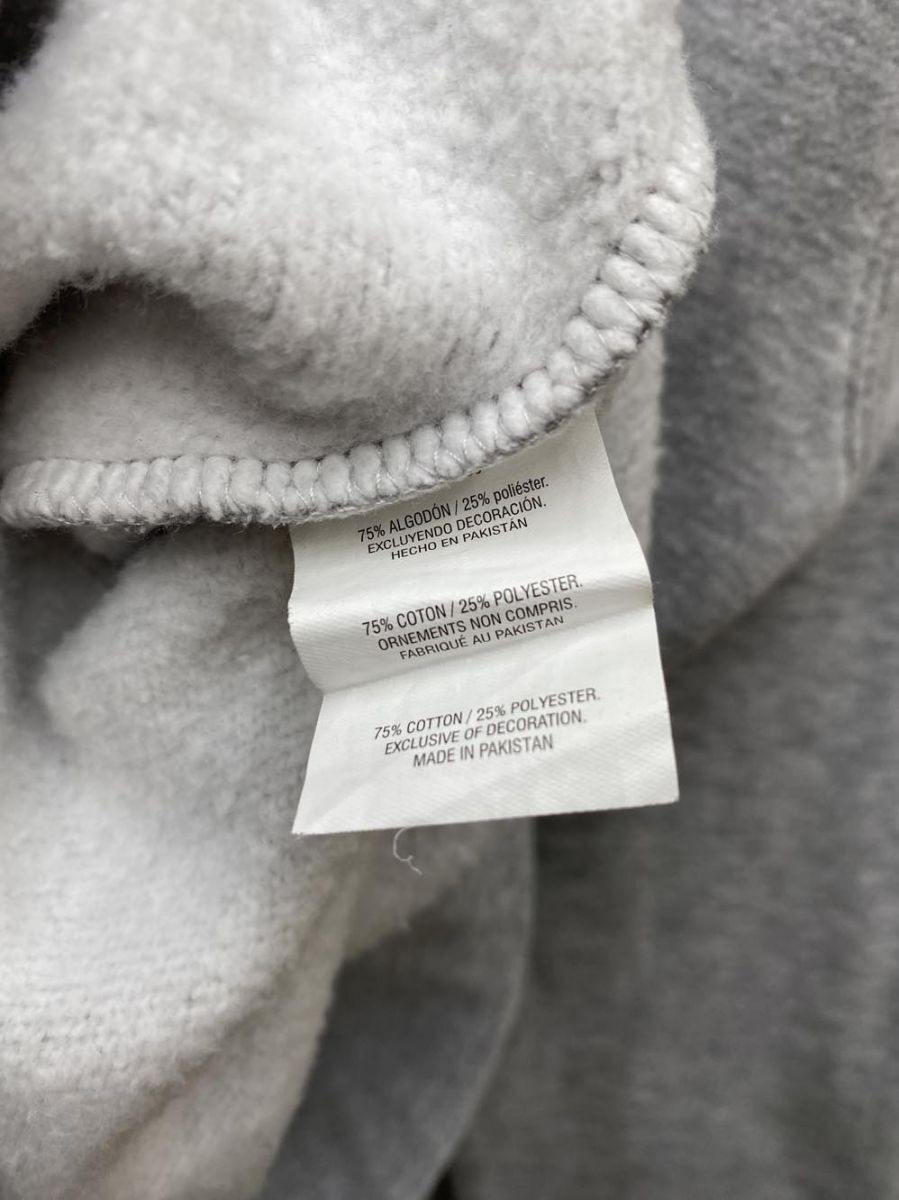 75% ALGODÓN / 25% poliéster.
EXCLUYENDO DECORACIÓN.
HECHO EN PAKISTÁN
75% COTON / 25% POLYESTER.
ORNEMENTS NON COMPRIS.
FABRIQUÉ AU PAKISTAN
75% COTTON / 25% POLYESTER.
EXCLUSIVE OF DECORATION.
MADE IN PAKISTAN